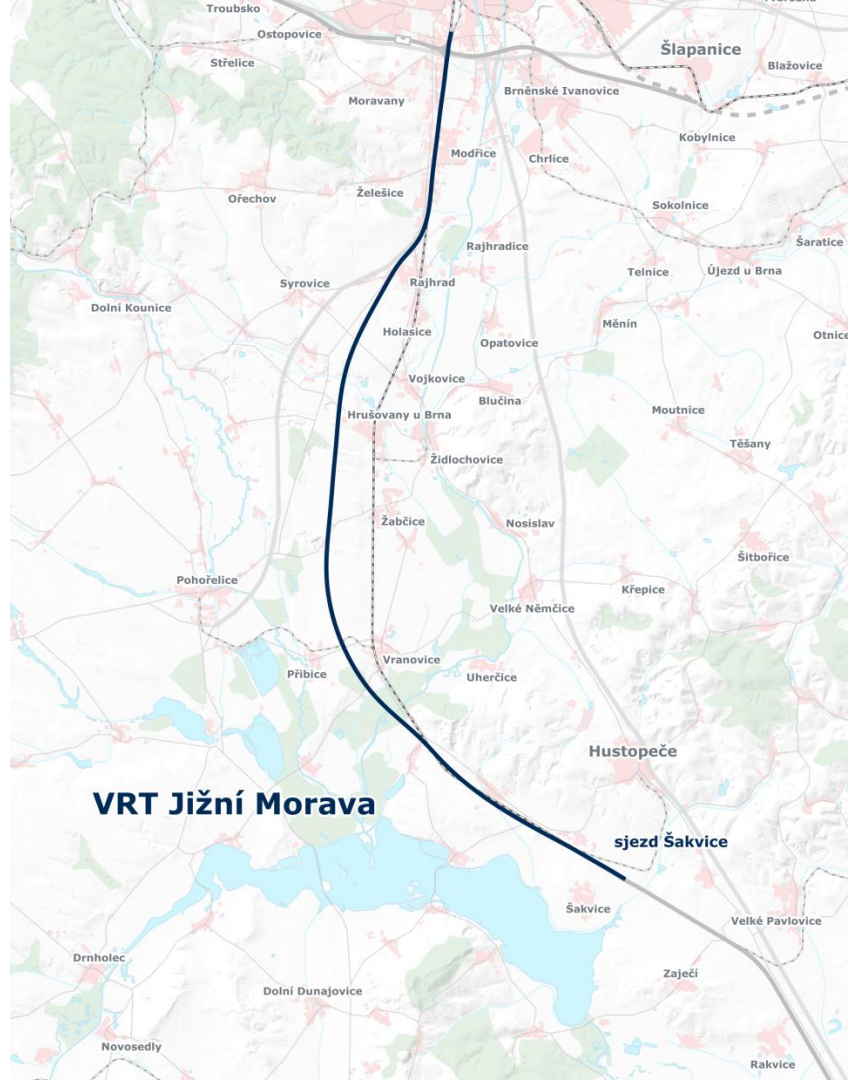 Troubsko
Ostopovice
Střelice
Šlapanice
Blažovice
Moravany
Brněnské Ivanovice
Kobylnice
Modřice
Chrlice
Želešice
Ořechov
Sokolnice
Rajhradice
Šaratice
Telnice
Újezd u Brna
Syrovice
Rajhrad
Dolní Kounice
Měnín
Holasice
Otnice
Opatovice
Vojkovice
Blučina
Hrušovany u Brna
Moutnice
Těšany
Židlochovice
Žabčice
Nosislav
Šitbořice
Pohořelice
Křepice
Velké Němčice
Vranovice
Přibice
Uherčice
Hustopeče
VRT Jižní Morava
sjezd Šakvice
Šakvice
Velké Pavlovice
Drnholec
Zaječí
Dolní Dunajovice
Novosedly
Rakvice